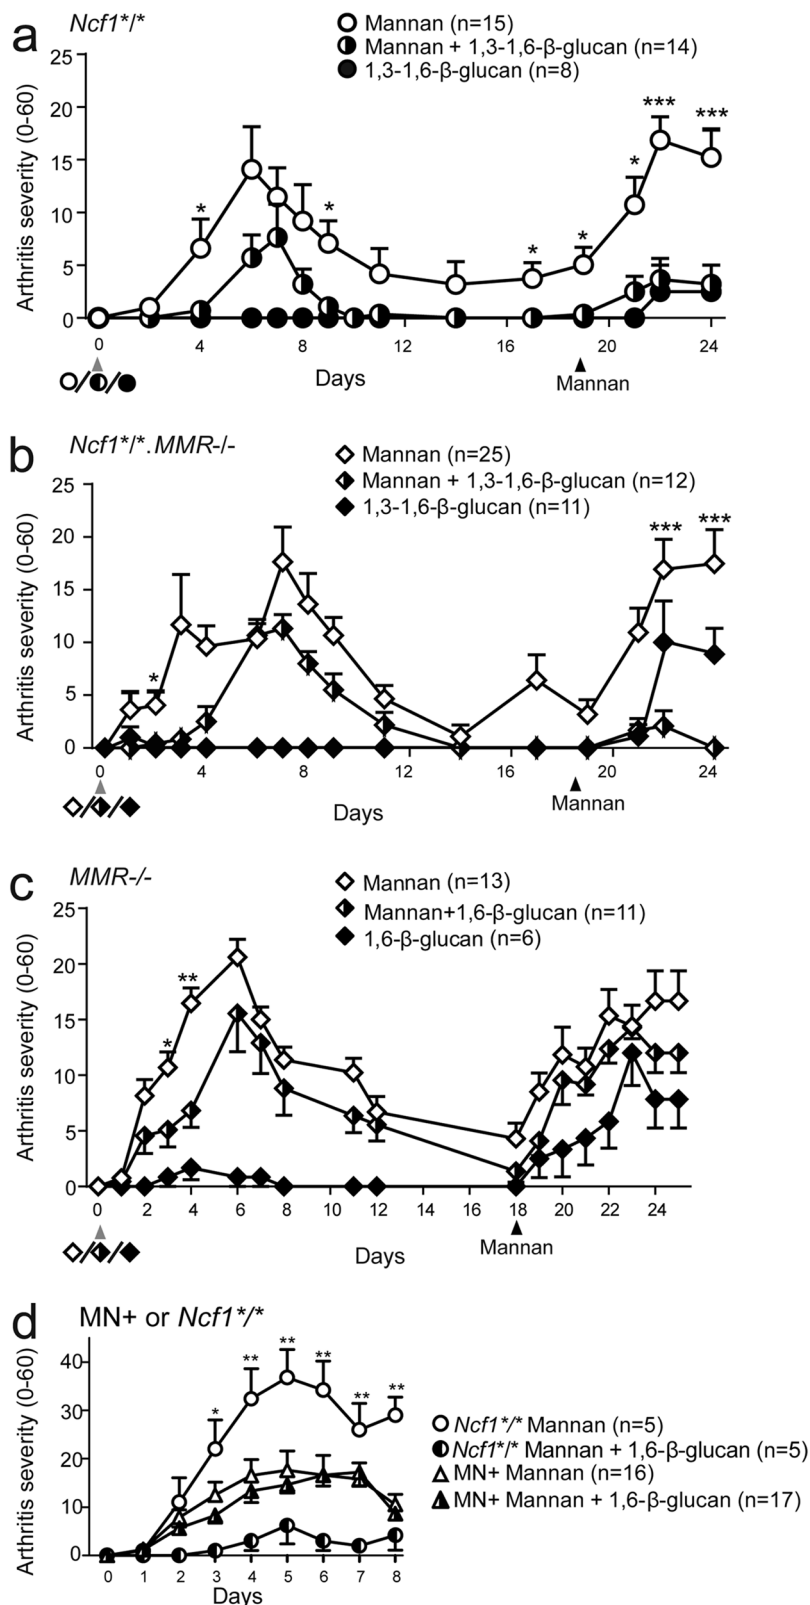 a
Ncf1*/*
Mannan (n=15)
Mannan + 1,3-1,6-β-glucan (n=14)
1,3-1,6-β-glucan (n=8)
Arthritis severity (0-60)
25
20
15
10
5
0
* * * * * *** ***
0 4 8 12 16 20 24
/ /
Days
Mannan
b
Ncf1*/*.MMR-/-
Mannan (n=25)
Mannan + 1,3-1,6-β-glucan (n=12)
1,3-1,6-β-glucan (n=11)
Arthritis severity (0-60)
25
20
15
10
5
0
* *** ***
0 4 8 12 16 20 24
/ /
Days
Mannan
c
MMR-/-
Mannan (n=13)
Mannan+1,6-β-glucan (n=11)
1,6-β-glucan (n=6)
Arthritis severity (0-60)
25
20
15
10
5
0
* **
0 2 4 6 8 10 12 14 16 18 20 22 24
/ /
Days
Mannan
d
MN+ or Ncf1*/*
Arthritis severity (0-60)
40
30
20
10
0
* ** ** ** ** **
0 1 2 3 4 5 6 7 8
Days
Ncf1*/* Mannan (n=5)
Ncf1*/* Mannan + 1,6-β-glucan (n=5)
MN+ Mannan (n=16)
MN+ Mannan + 1,6-β-glucan (n=17)